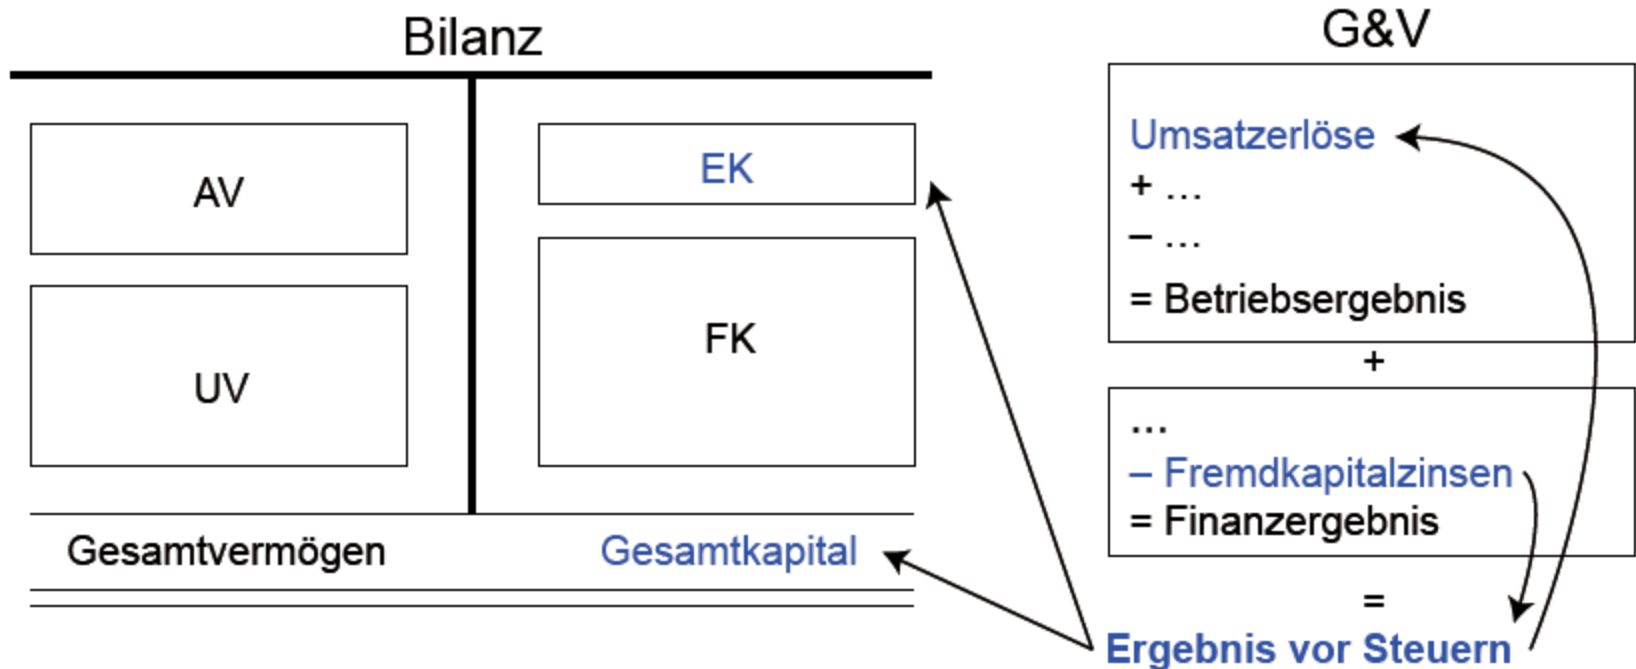 Bilanz
AV
UV
EK
FK
Gesamtvermögen
Gesamtkapital
G&V
Umsatzerlöse
+ ...
– ...
= Betriebsergebnis
+
...
– Fremdkapitalzinsen
= Finanzergebnis
=
Ergebnis vor Steuern